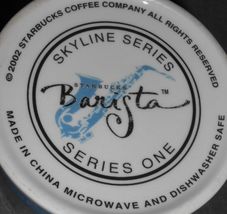 ©2002 STARBUCKS COFFEE COMPANY ALL RIGHTS RESERVED
SKYLINE SERIES
STARBUCKS
Barista™
SERIES ONE
MADE IN CHINA MICROWAVE AND DISHWASHER SAFE